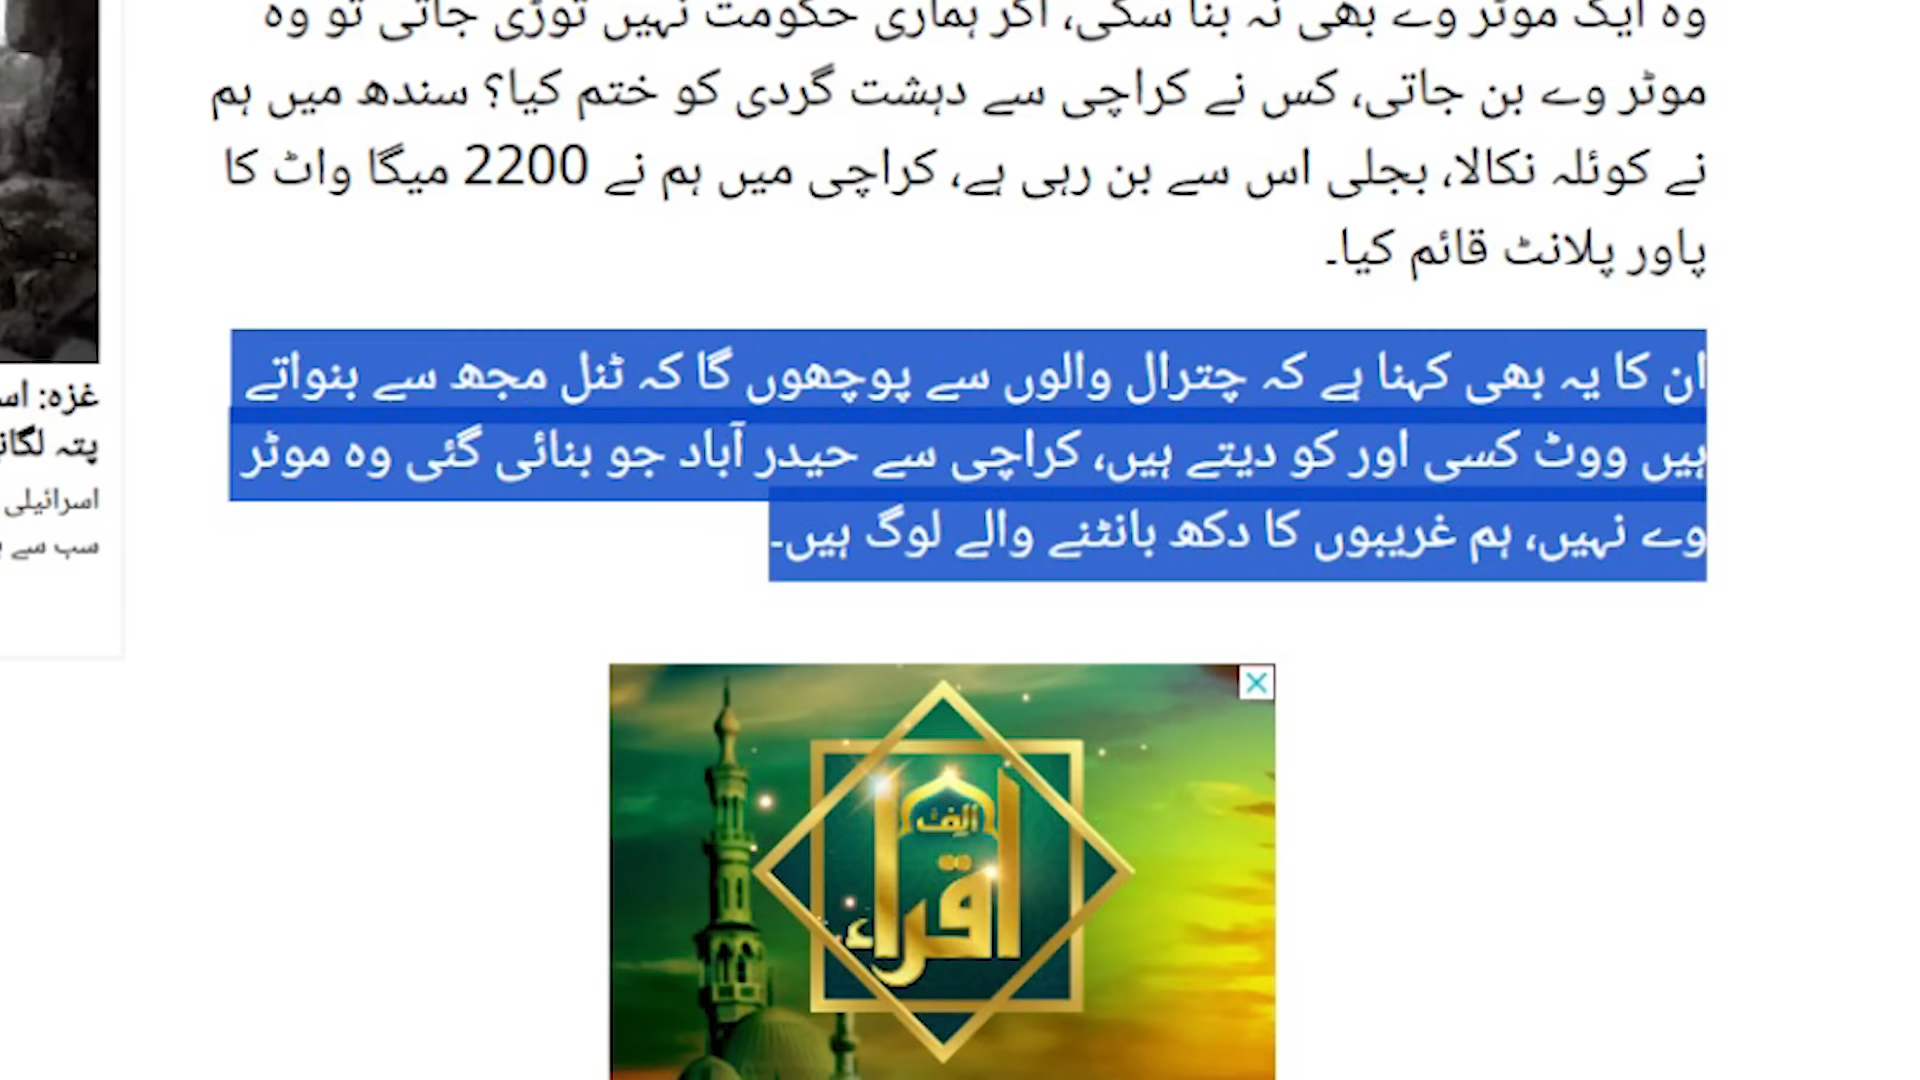 وہ ایک موٹر وے بھی نہ بنا سکی، اگر ہماری حکومت نہیں توڑی جاتی تو وہ
موٹر وے بن جاتی، کس نے کراچی سے دہشت گردی کو ختم کیا؟ سندھ میں ہم
نے کوئلہ نکالا، بجلی اس سے بن رہی ہے، کراچی میں ہم نے 2200 میگا واٹ کا
پاور پلانٹ قائم کیا۔
ان کا یہ بھی کہنا ہے کہ چترال والوں سے پوچھوں گا کہ ٹنل مجھ سے بنواتے
ہیں ووٹ کسی اور کو دیتے ہیں، کراچی سے حیدر آباد جو بنائی گئی وہ موٹر
وے نہیں، ہم غریبوں کا دکھ بانٹنے والے لوگ ہیں۔
غزہ:
پتہ
اسرائیلی
سب سے
الف
اقراء